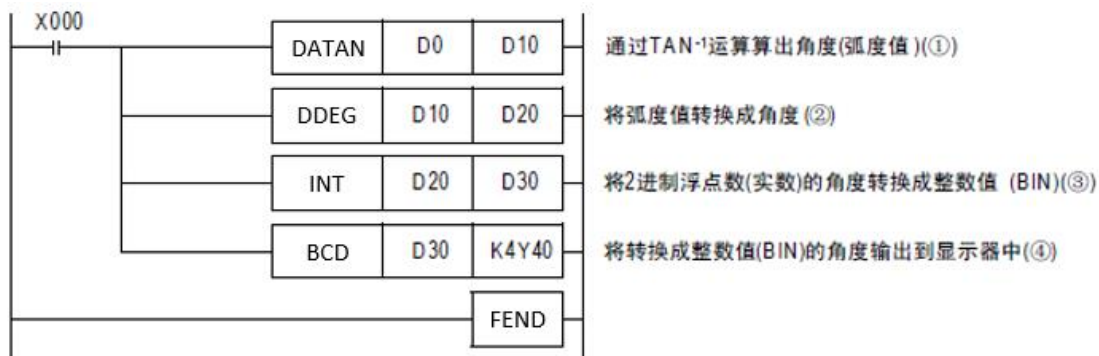 X000
DATAN D0 D10 通过TAN⁻¹运算算出角度(弧度值)(①)
DDEG D10 D20 将弧度值转换成角度(②)
INT D20 D30 将2进制浮点数(实数)的角度转换成整数值 (BIN)(③)
BCD D30 K4Y40 将转换成整数值(BIN)的角度输出到显示器中(④)
FEND